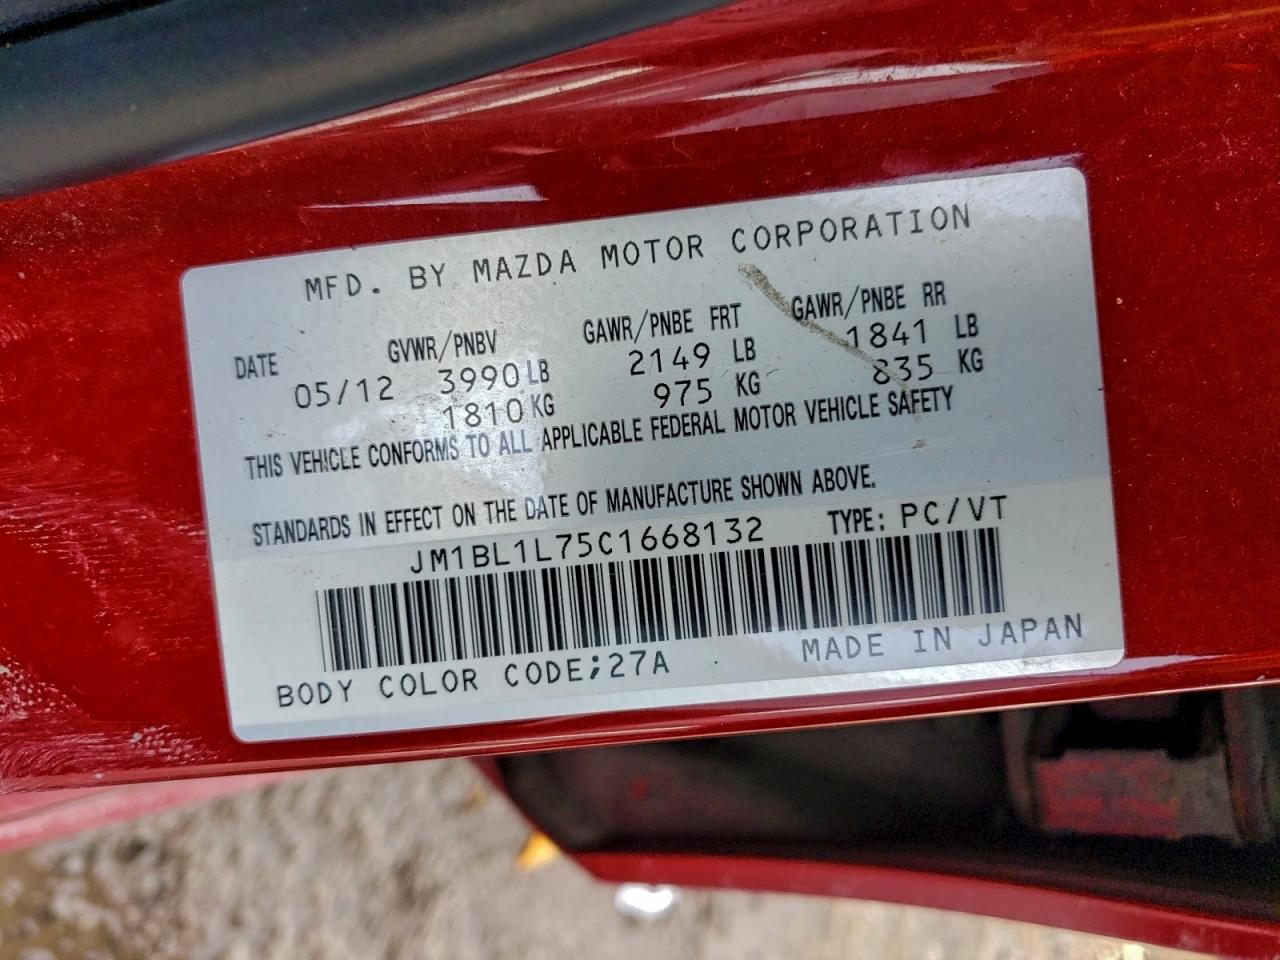 MFD. BY MAZDA MOTOR CORPORATION
DATE GVWR/PNBV GAWR/PNBE FRT GAWR/PNBE RR
05/12 3990 LB 2149 LB 1841 LB
1810 KG 975 KG 835 KG
THIS VEHICLE CONFORMS TO ALL APPLICABLE FEDERAL MOTOR VEHICLE SAFETY
STANDARDS IN EFFECT ON THE DATE OF MANUFACTURE SHOWN ABOVE.
JM1BL1L75C1668132 TYPE: PC/VT
BODY COLOR CODE;27A MADE IN JAPAN